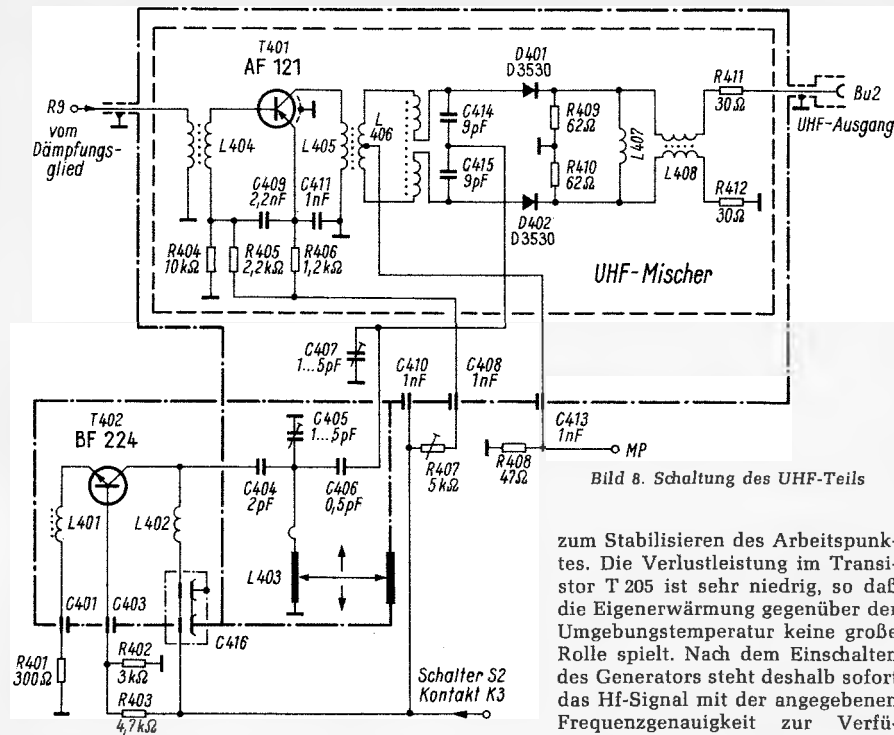 T401
AF 121
R9
vom
Dämpfungs-
glied
L404
L405
L
406
C409
2,2nF
C411
1nF
R404
10kΩ
R405
2,2kΩ
R406
1,2kΩ
C414
9pF
C415
9pF
D401
D3530
D402
D3530
R409
62Ω
R410
62Ω
L407
L408
R411
30Ω
R412
30Ω
Bu2
UHF-Ausgang
UHF-Mischer
C407
1...5pF
C410
1nF
C408
1nF
C413
1nF
T402
BF 224
C405
1...5pF
R407
5kΩ
R408
47Ω
MP
L401
L402
C404
2pF
C406
0,5pF
L403
C401
C403
C416
R401
300Ω
R402
3kΩ
R403
4,7kΩ
Schalter S2
Kontakt K3
Bild 8. Schaltung des UHF-Teils
zum Stabilisieren des Arbeitspunk-
tes. Die Verlustleistung im Transi-
stor T 205 ist sehr niedrig, so daß
die Eigenerwärmung gegenüber der
Umgebungstemperatur keine große
Rolle spielt. Nach dem Einschalten
des Generators steht deshalb sofort
das Hf-Signal mit der angegebenen
Frequenzgenauigkeit zur Verfü-